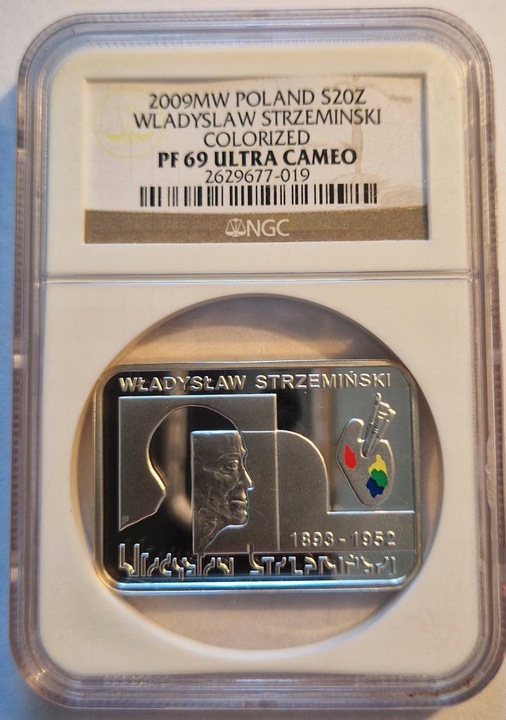 2009MW POLAND S20Z
WLADYSLAW STRZEMINSKI
COLORIZED
PF 69 ULTRA CAMEO
2629677-019
NGC
WŁADYSŁAW STRZEMIŃSKI
1893-1952